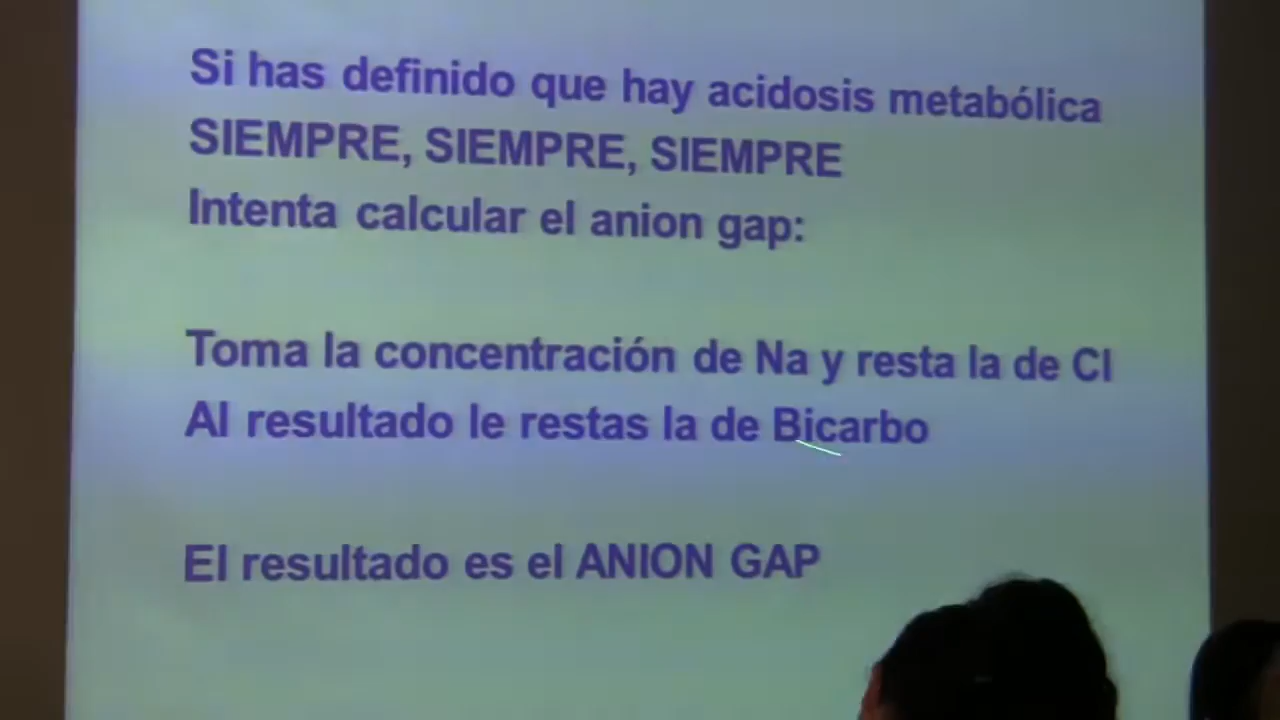 Si has definido que hay acidosis metabólica
SIEMPRE, SIEMPRE, SIEMPRE
Intenta calcular el anion gap:
Toma la concentración de Na y resta la de Cl
Al resultado le restas la de Bicarbo
El resultado es el ANION GAP